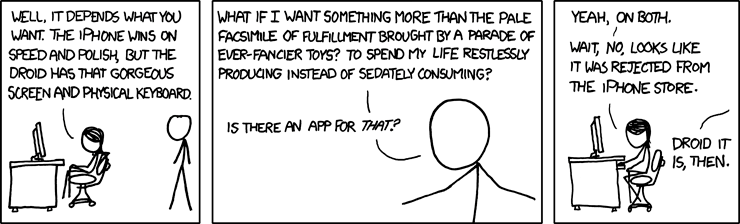 WELL, IT DEPENDS WHAT YOU
WANT. THE IPHONE WINS ON
SPEED AND POLISH, BUT THE
DROID HAS THAT GORGEOUS
SCREEN AND PHYSICAL KEYBOARD.
WHAT IF I WANT SOMETHING MORE THAN THE PALE
FACSIMILE OF FULFILLMENT BROUGHT BY A PARADE OF
EVER-FANCIER TOYS? TO SPEND MY LIFE RESTLESSLY
PRODUCING INSTEAD OF SEDATELY CONSUMING?
IS THERE AN APP FOR THAT?
YEAH, ON BOTH.
WAIT, NO, LOOKS LIKE
IT WAS REJECTED FROM
THE IPHONE STORE.
DROID IT
IS, THEN.